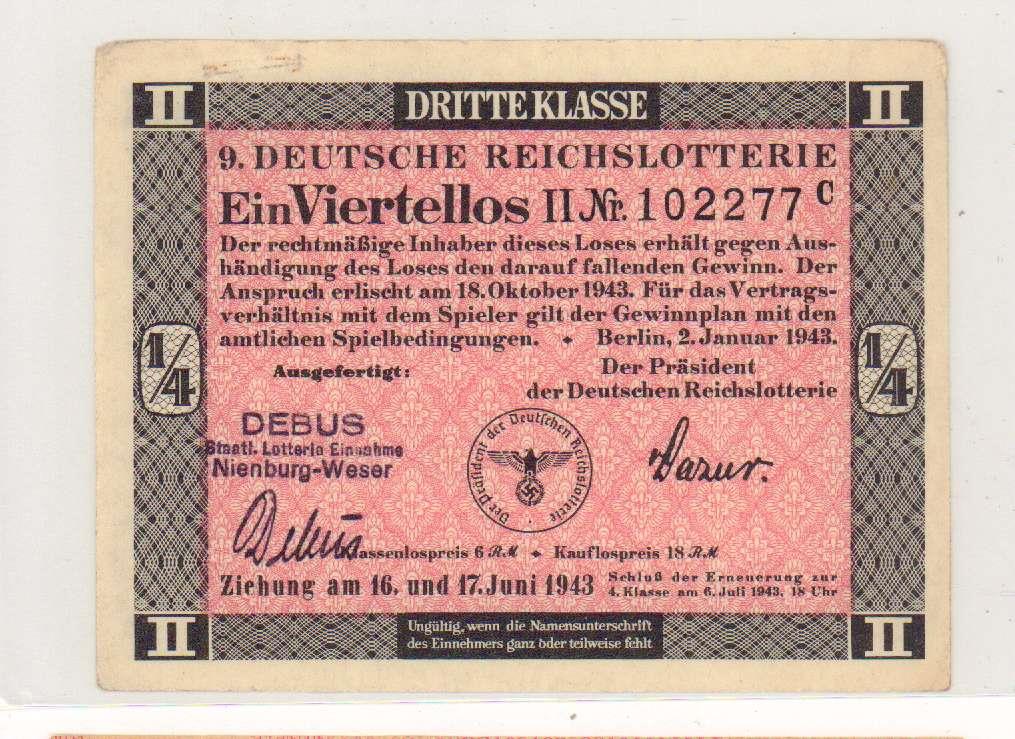 II DRITTE KLASSE II
9. DEUTSCHE REICHSLOTTERIE
Ein Viertellos II Nr. 102277 C
Der rechtmäßige Inhaber dieses Loses erhält gegen Aus-
händigung des Loses den darauf fallenden Gewinn. Der
Anspruch erlischt am 18. Oktober 1943. Für das Vertrags-
verhältnis mit dem Spieler gilt der Gewinnplan mit den
amtlichen Spielbedingungen. Berlin, 2. Januar 1943.
1/4
1/4
Ausgefertigt:
Der Präsident
der Deutschen Reichslotterie
DEBUS
Staatl. Lotterie Einnahme
Nienburg-Weser
Der Präsident der Deutschen Reichslotterie
Dazur.
Debus
assenlospreis 6 RM Kauflospreis 18 RM
Ziehung am 16. und 17. Juni 1943
Schluß der Erneuerung zur
4. Klasse am 6. Juli 1943, 18 Uhr
II Ungültig, wenn die Namensunterschrift II
des Einnehmers ganz oder teilweise fehlt